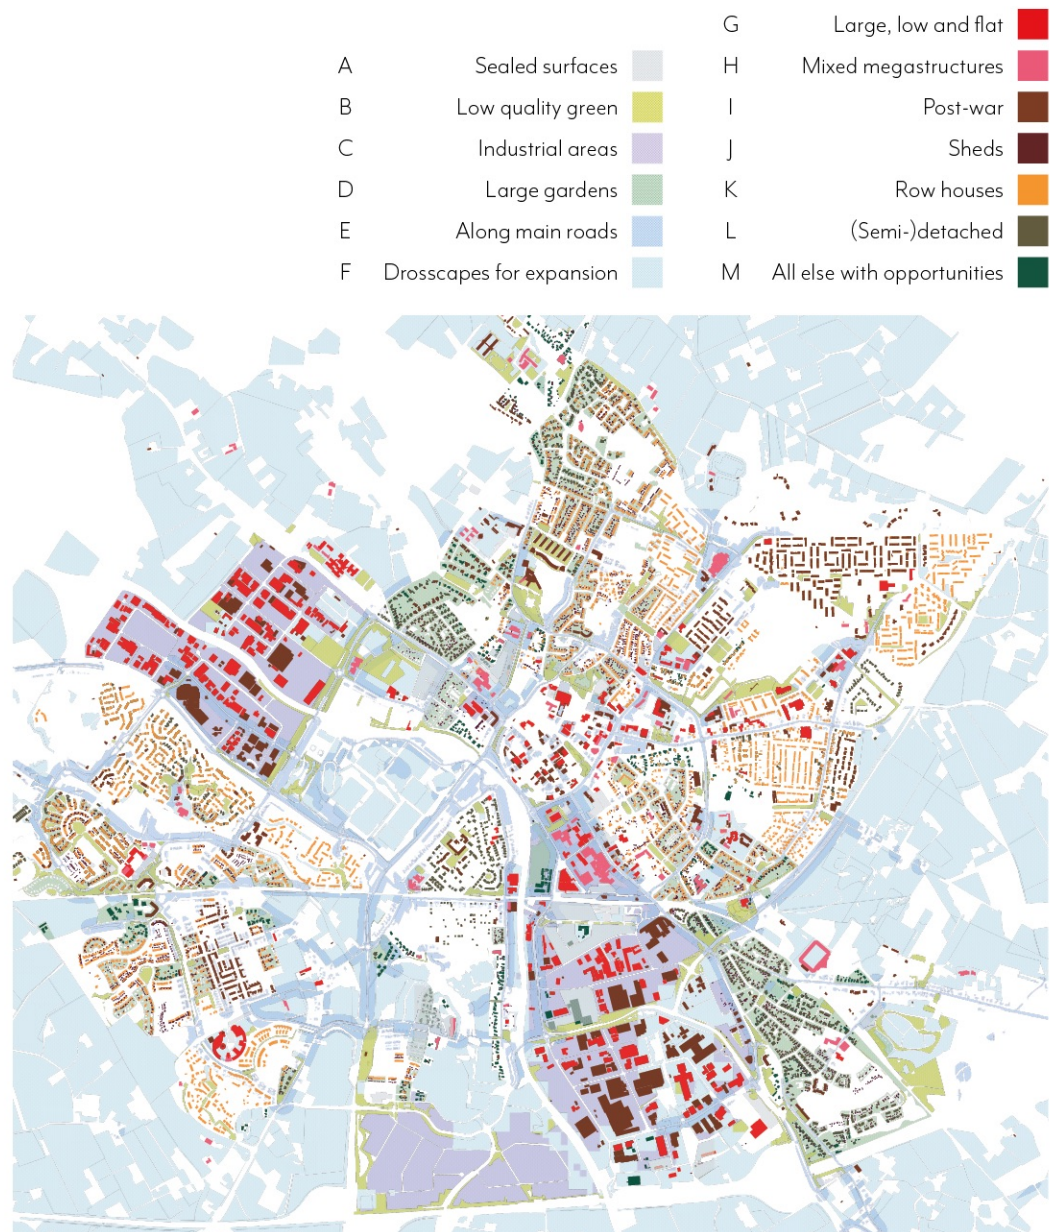 G Large, low and flat
A Sealed surfaces H Mixed megastructures
B Low quality green I Post-war
C Industrial areas J Sheds
D Large gardens K Row houses
E Along main roads L (Semi-)detached
F Drosscapes for expansion M All else with opportunities